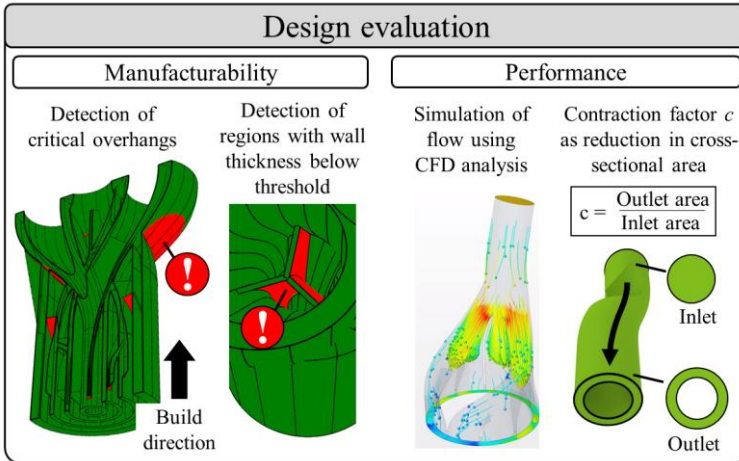 Design evaluation
Manufacturability
Performance
Detection of
critical overhangs
Detection of
regions with wall
thickness below
threshold
Simulation of
flow using
CFD analysis
Contraction factor c
as reduction in cross-
sectional area
c = Outlet area
Inlet area
!
!
Build
direction
Inlet
Outlet